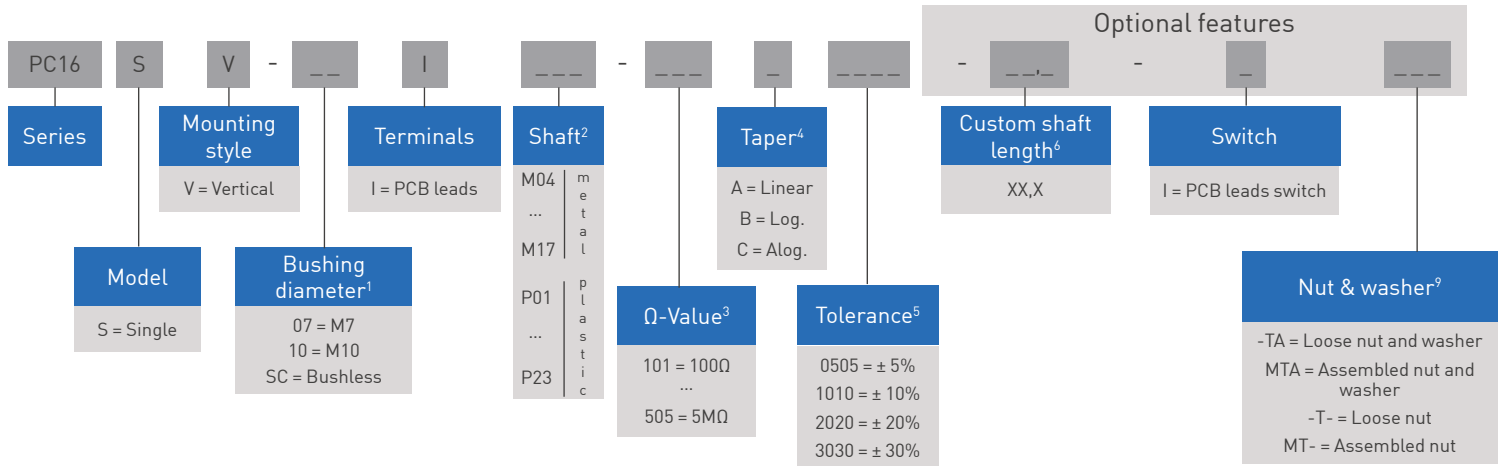 Optional features
PC16 S V - _ _ I _ _ _ - _ _ _ _ _ _ _ _ - _ _,_ - _ _ _ _
Series
Mounting
style
V = Vertical
Terminals
I = PCB leads
Shaft²
M04
...
M17
metal
P01
...
P23
plastic
Taper⁴
A = Linear
B = Log.
C = Alog.
Custom shaft
length⁶
XX,X
Switch
I = PCB leads switch
Model
S = Single
Bushing
diameter¹
07 = M7
10 = M10
SC = Bushless
Ω-Value³
101 = 100Ω
...
505 = 5MΩ
Tolerance⁵
0505 = ± 5%
1010 = ± 10%
2020 = ± 20%
3030 = ± 30%
Nut & washer⁹
-TA = Loose nut and washer
MTA = Assembled nut and
washer
-T- = Loose nut
MT- = Assembled nut